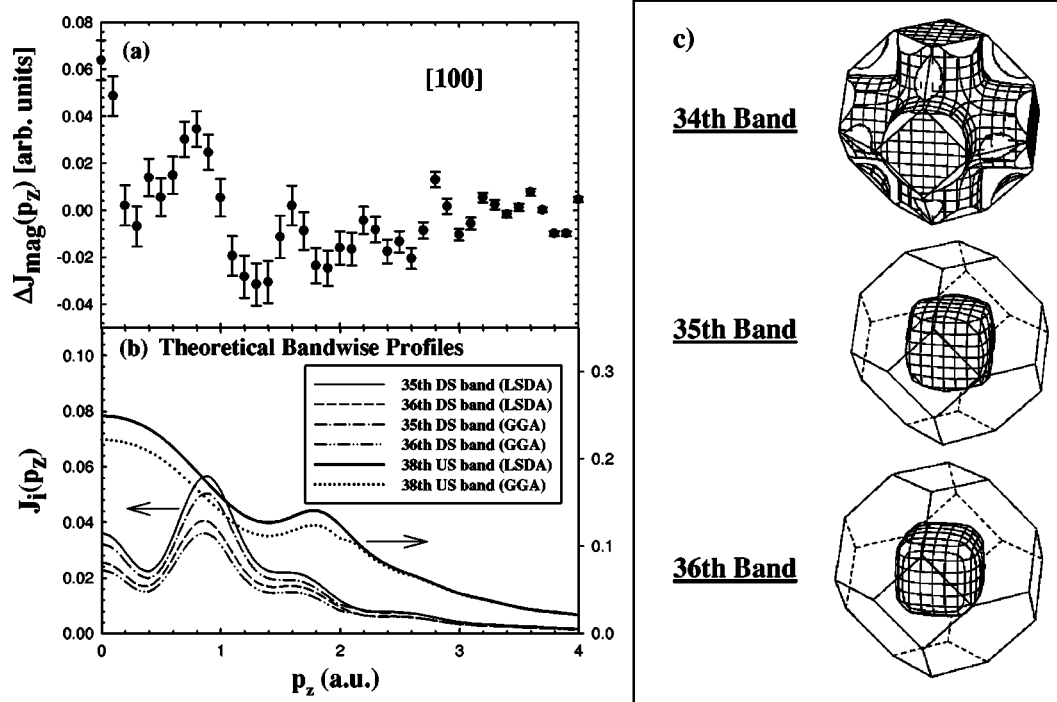 (a)
[100]
ΔJmag(pz) [arb. units]
0.08
0.06
0.04
0.02
0.00
-0.02
-0.04
(b) Theoretical Bandwise Profiles
Ji(pz)
0.10
0.08
0.06
0.04
0.02
0.00
0.3
0.2
0.1
0.0
35th DS band (LSDA)
36th DS band (LSDA)
35th DS band (GGA)
36th DS band (GGA)
38th US band (LSDA)
38th US band (GGA)
0 1 2 3 4
pz (a.u.)
c)
34th Band
35th Band
36th Band